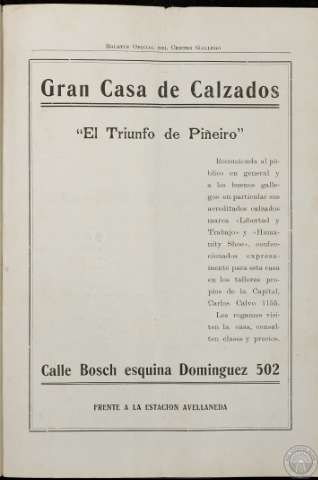 Boletin Oficial del Centro Gallego
Gran Casa de Calzados
"El Triunfo de Piñeiro"
Recomienda al pú-
blico en general y
a los buenos galle-
gos en particular sus
acreditados calzados
marca «Libertad y
Trabajo» y «Huma-
nity Shoe», confec-
cionados expresa-
mente para esta casa
en los talleres pro-
pios de la Capital,
Carlos Calvo 1155.
Les rogamos visi-
ten la casa, consul-
ten clases y precios.
Calle Bosch esquina Dominguez 502
FRENTE A LA ESTACION AVELLANEDA